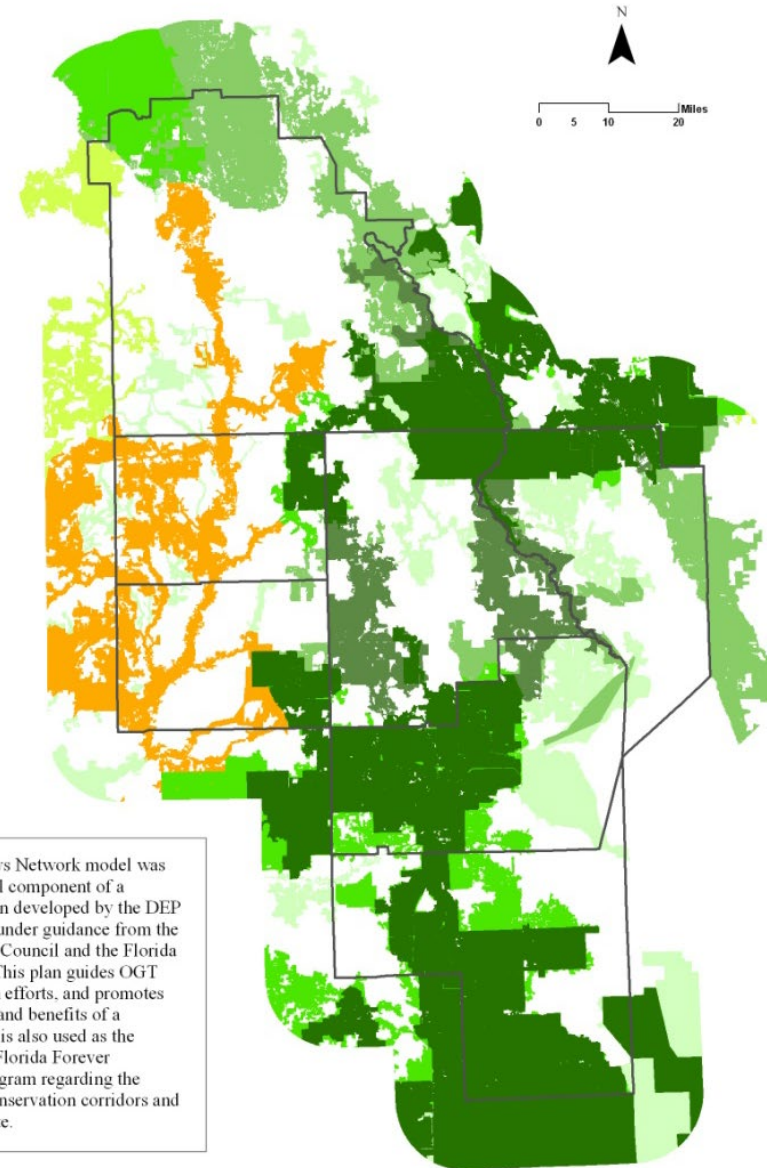 N
Miles
0 5 10 20
ws Network model was
l component of a
n developed by the DEP
under guidance from the
Council and the Florida
This plan guides OGT
n efforts, and promotes
and benefits of a
is also used as the
Florida Forever
gram regarding the
nservation corridors and
te.